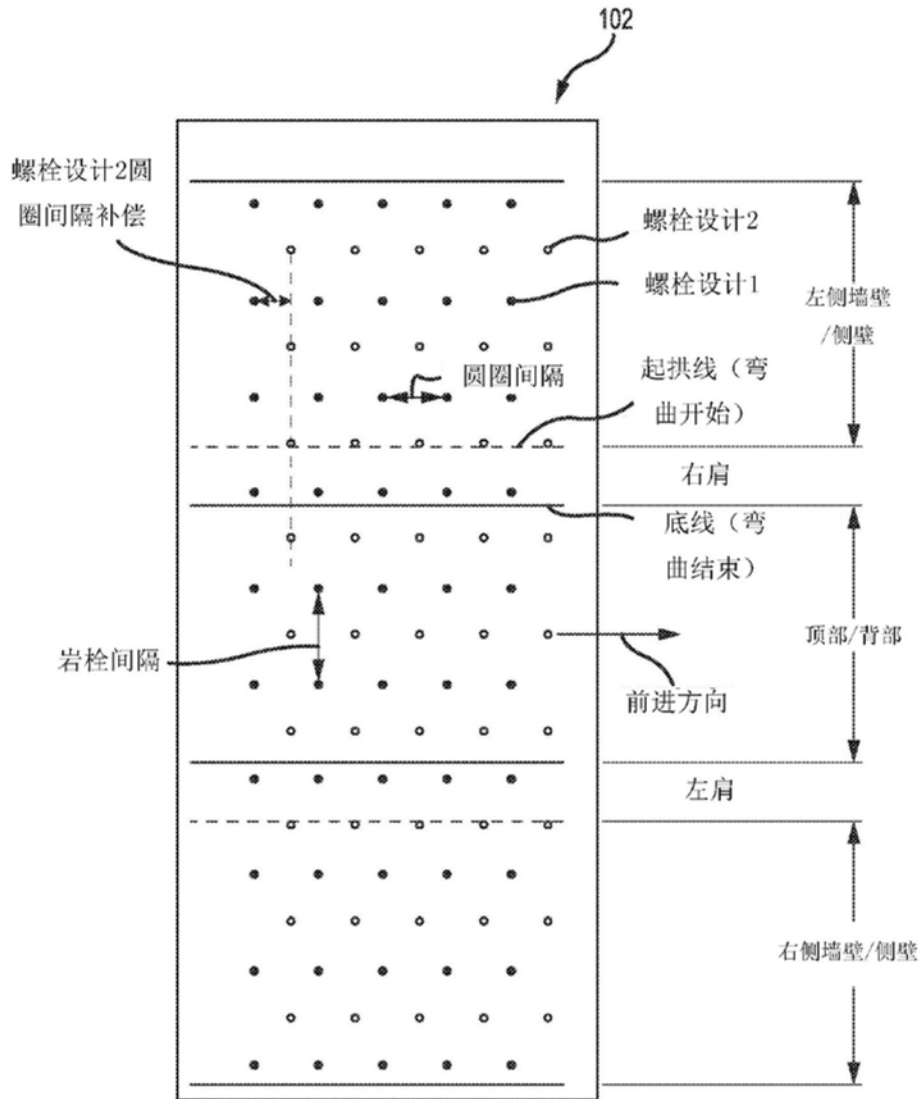 102
螺栓设计2圆
圈间隔补偿
螺栓设计2
螺栓设计1
左侧墙壁
/侧壁
圆圈间隔
起拱线（弯
曲开始）
右肩
底线（弯
曲结束）
顶部/背部
岩栓间隔
前进方向
左肩
右侧墙壁/侧壁